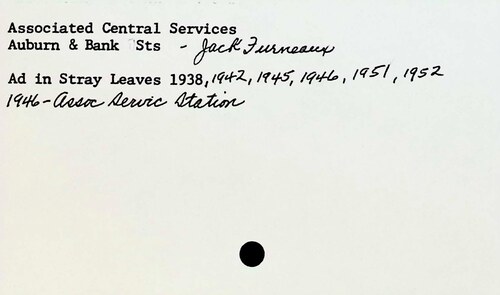 Associated Central Services
Auburn & Bank Sts - Jack Furneaux
Ad in Stray Leaves 1938, 1942, 1945, 1946, 1951, 1952
1946- Assoc Servic Station